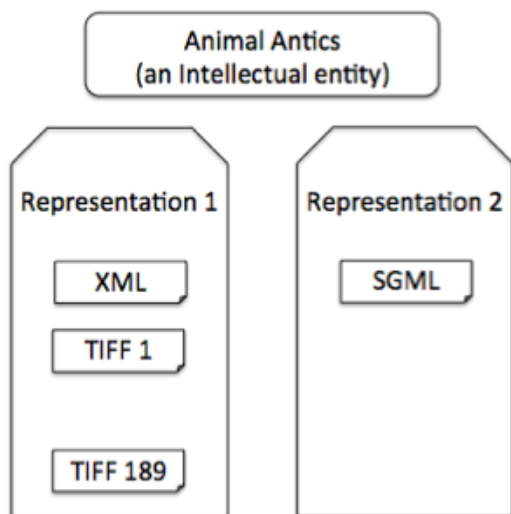 Animal Antics
(an Intellectual entity)
Representation 1
XML
TIFF 1
TIFF 189
Representation 2
SGML